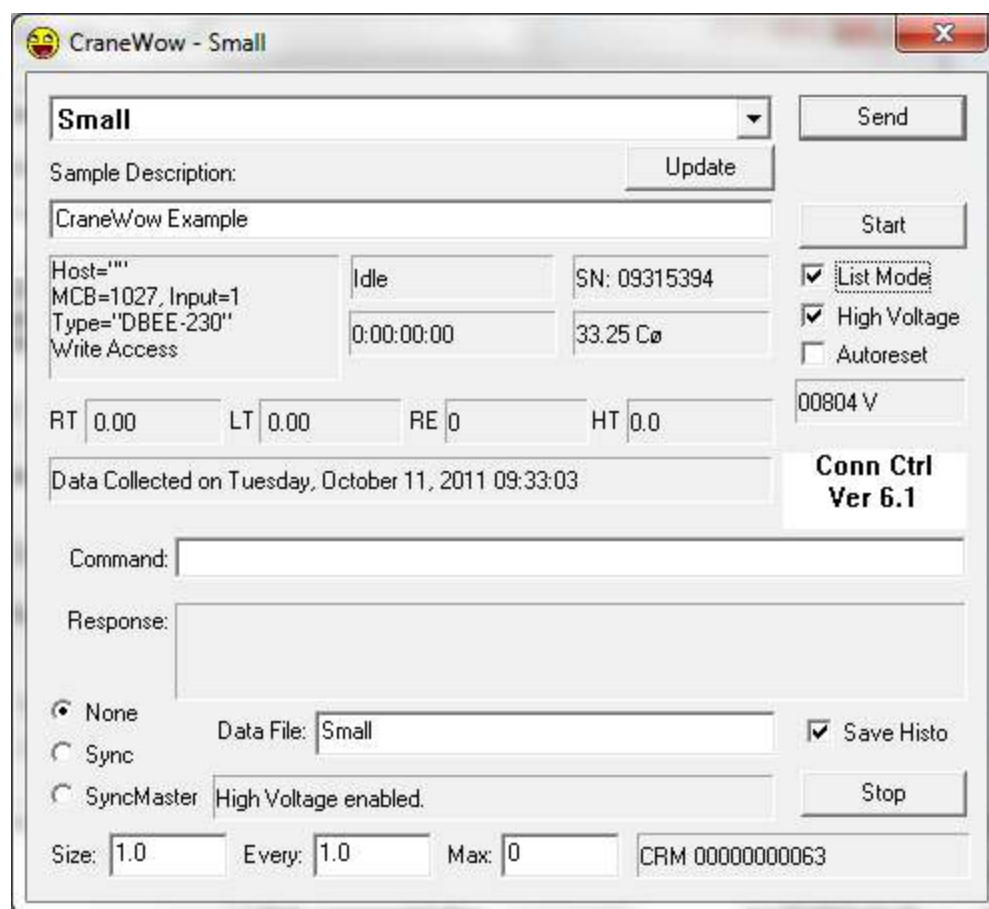 CraneWow - Small
Small
Send
Sample Description:
Update
CraneWow Example
Start
Host=""
MCB=1027, Input=1
Type="DBEE-230"
Write Access
Idle
SN: 09315394
0:00:00:00
33.25 Cø
List Mode
High Voltage
Autoreset
00804 V
RT 0.00 LT 0.00 RE 0 HT 0.0
Data Collected on Tuesday, October 11, 2011 09:33:03
Conn Ctrl
Ver 6.1
Command:
Response:
None
Sync
SyncMaster
Data File: Small
Save Histo
High Voltage enabled.
Stop
Size: 1.0 Every: 1.0 Max: 0 CRM 00000000063